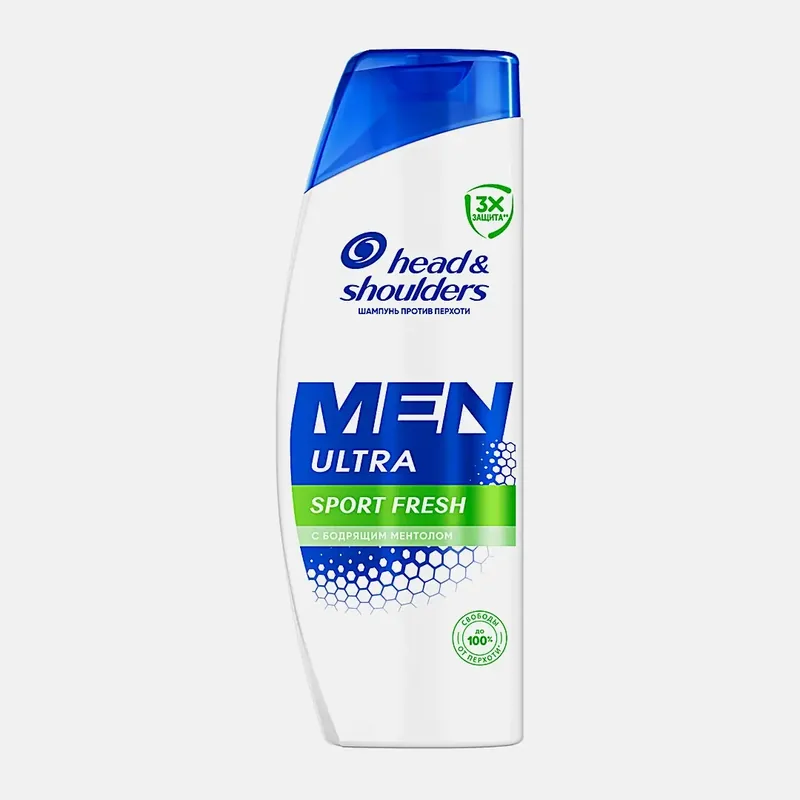 3X
ЗАЩИТА**
head &
shoulders
ШАМПУНЬ ПРОТИВ ПЕРХОТИ
MEN
ULTRA
SPORT FRESH
С БОДРЯЩИМ МЕНТОЛОМ
СВОБОДЫ
ДО
100%
ОТ ПЕРХОТИ*